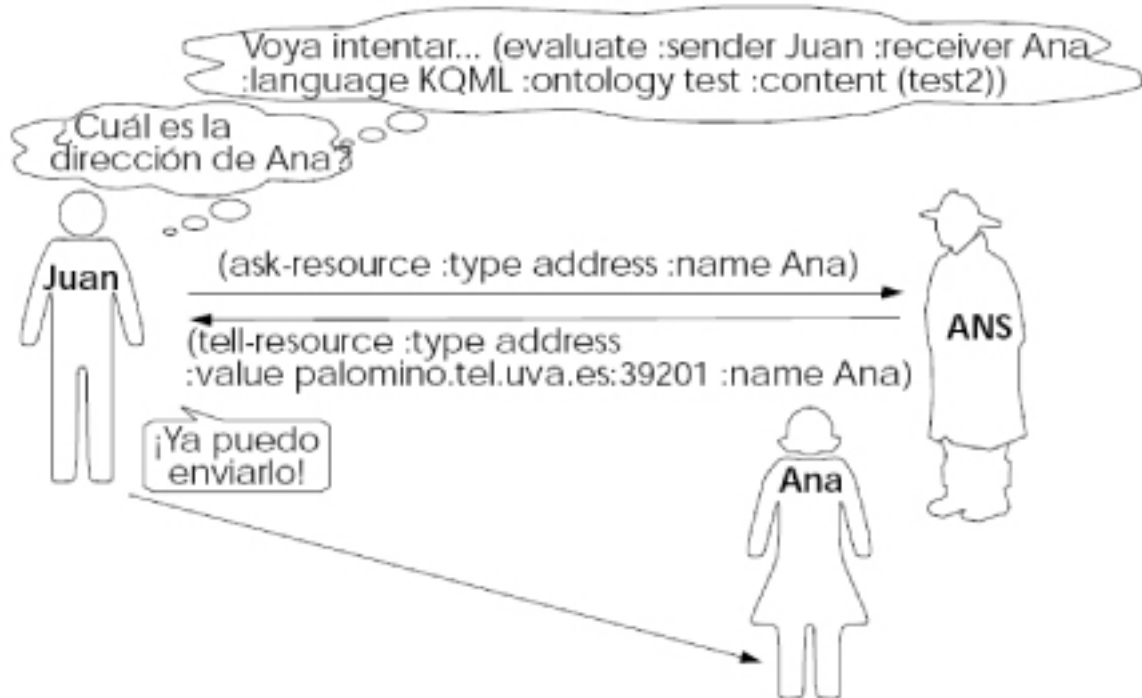 Voya intentar... (evaluate :sender Juan :receiver Ana
:language KQML :ontology test :content (test2))
¿Cuál es la
dirección de Ana?
Juan
(ask-resource :type address :name Ana)
ANS
(tell-resource :type address
:value palomino.tel.uva.es:39201 :name Ana)
¡Ya puedo
enviarlo!
Ana